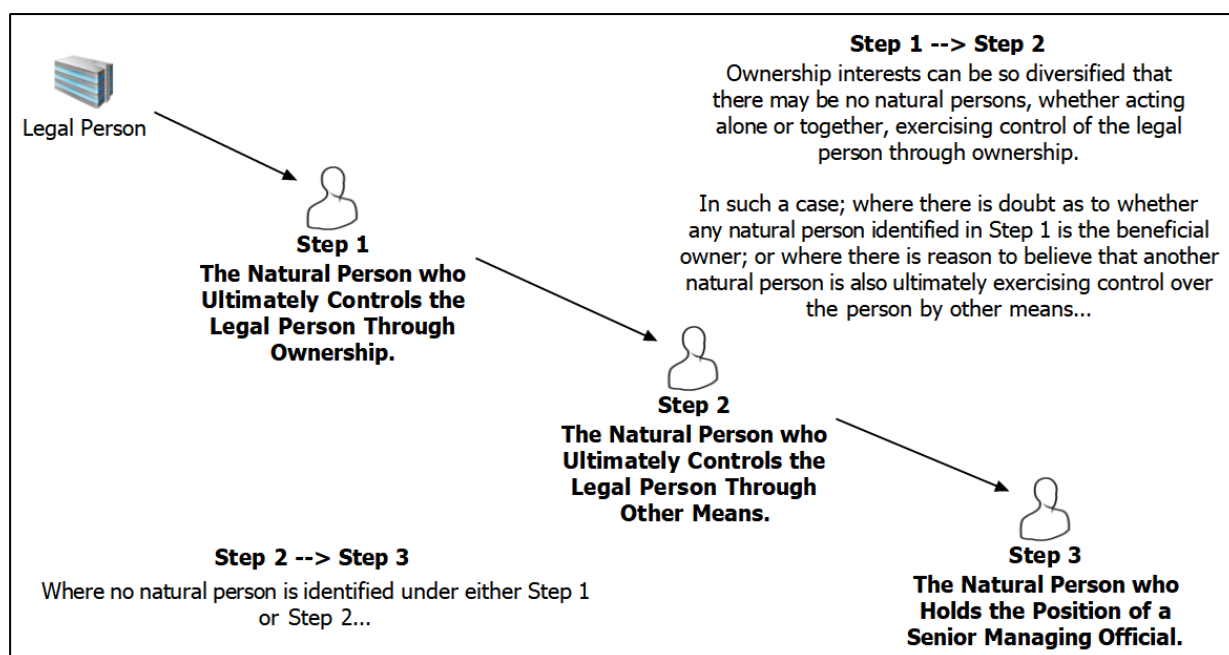 Legal Person
Step 1
The Natural Person who
Ultimately Controls the
Legal Person Through
Ownership.
Step 1 --> Step 2
Ownership interests can be so diversified that
there may be no natural persons, whether acting
alone or together, exercising control of the legal
person through ownership.
In such a case; where there is doubt as to whether
any natural person identified in Step 1 is the beneficial
owner; or where there is reason to believe that another
natural person is also ultimately exercising control over
the person by other means...
Step 2
The Natural Person who
Ultimately Controls the
Legal Person Through
Other Means.
Step 2 --> Step 3
Where no natural person is identified under either Step 1
or Step 2...
Step 3
The Natural Person who
Holds the Position of a
Senior Managing Official.